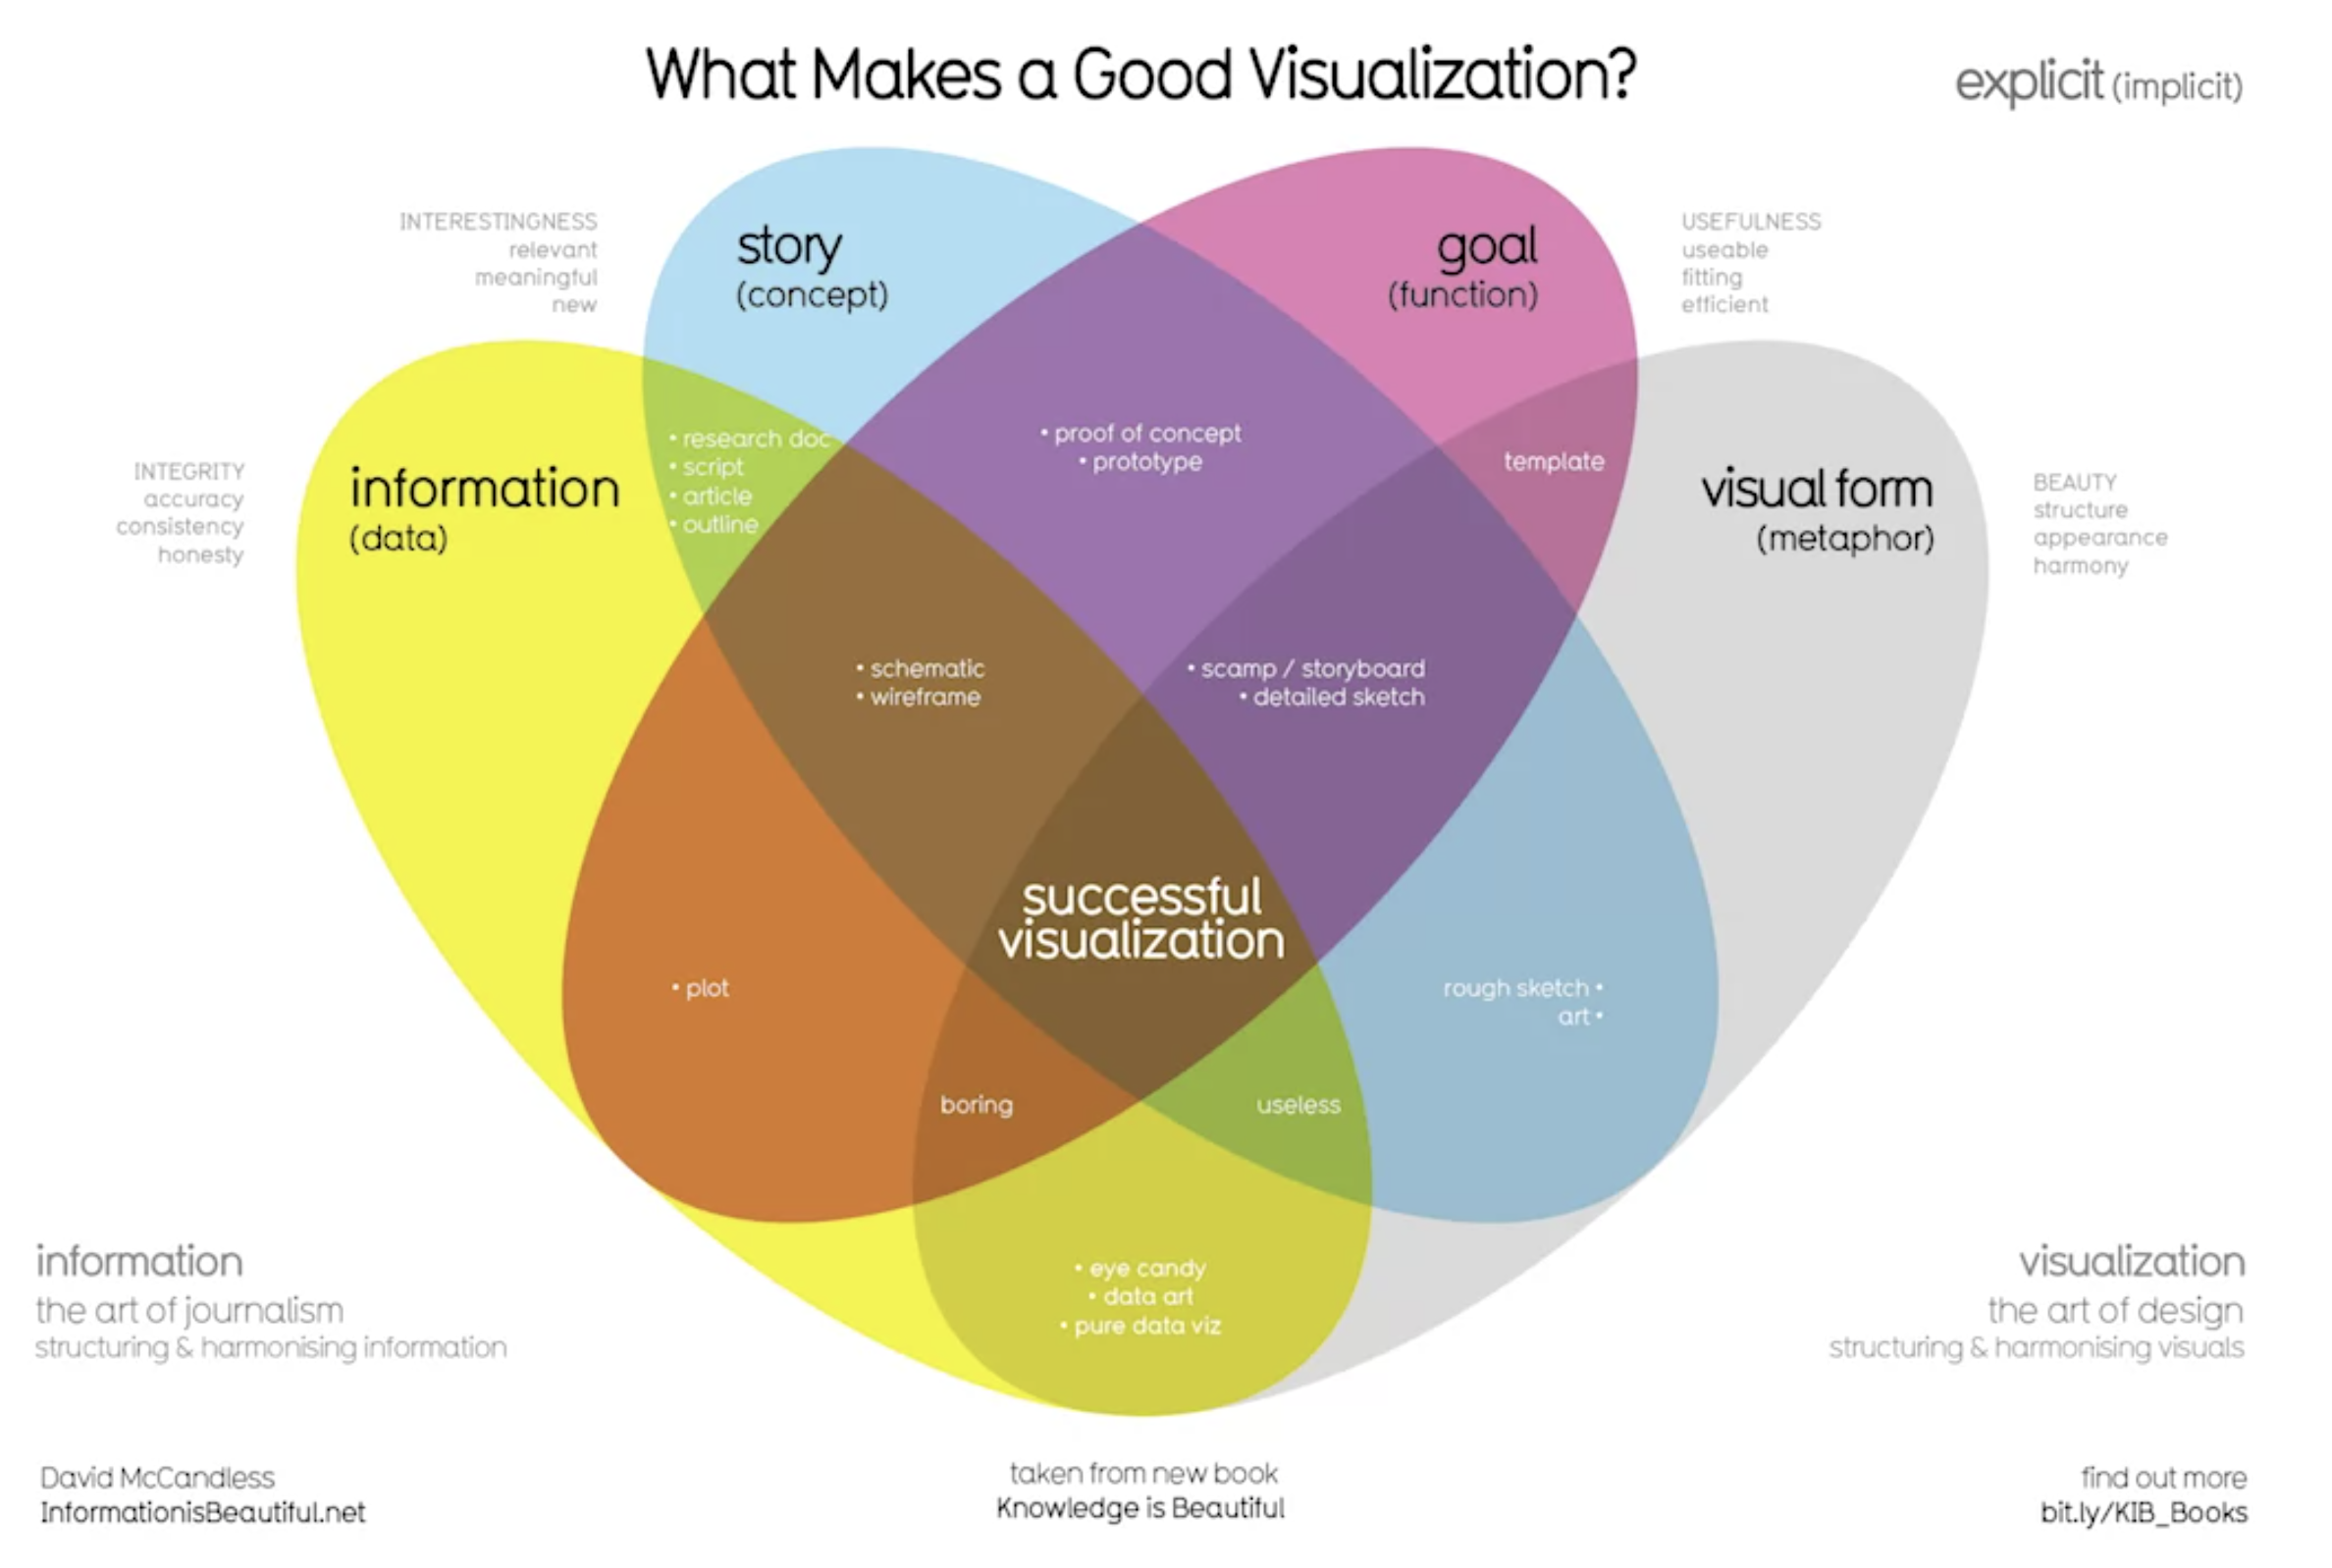 What Makes a Good Visualization?
explicit (implicit)
INTERESTINGNESS
relevant
meaningful
new
story
(concept)
goal
(function)
USEFULNESS
useable
fitting
efficient
INTEGRITY
accuracy
consistency
honesty
information
(data)
• research doc
• script
• article
• outline
• proof of concept
• prototype
template
visual form
(metaphor)
BEAUTY
structure
appearance
harmony
• schematic
• wireframe
• scamp / storyboard
• detailed sketch
successful
visualization
• plot
rough sketch •
art •
boring
useless
• eye candy
• data art
• pure data viz
information
the art of journalism
structuring & harmonising information
visualization
the art of design
structuring & harmonising visuals
David McCandless
InformationisBeautiful.net
taken from new book
Knowledge is Beautiful
find out more
bit.ly/KIB_Books